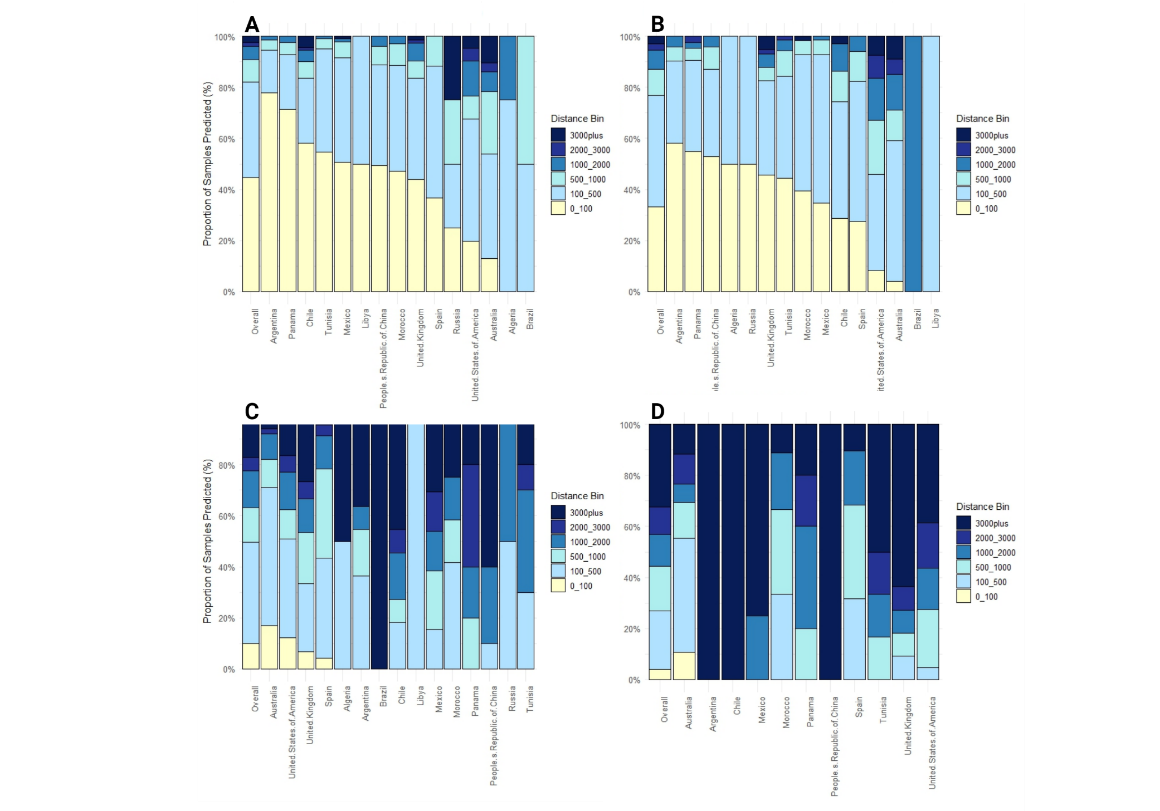 A
Proportion of Samples Predicted (%)
100%
80%
60%
40%
20%
0%
Overall
Argentina
Panama
Chile
Tunisia
Mexico
Libya
People.s.Republic.of.China
Morocco
United.Kingdom
Spain
Russia
United.States.of.America
Australia
Algeria
Brazil
Distance Bin
3000plus
2000_3000
1000_2000
500_1000
100_500
0_100
B
100%
80%
60%
40%
20%
0%
Overall
Argentina
Panama
le.s.Republic.of.China
Algeria
Russia
United.Kingdom
Tunisia
Morocco
Mexico
Chile
Spain
ited.States.of.America
Australia
Brazil
Libya
Distance Bin
3000plus
2000_3000
1000_2000
500_1000
100_500
0_100
C
Proportion of Samples Predicted (%)
80%
60%
40%
20%
0%
Overall
Australia
United.States.of.America
United.Kingdom
Spain
Algeria
Argentina
Brazil
Chile
Libya
Mexico
Morocco
Panama
People.s.Republic.of.China
Russia
Tunisia
Distance Bin
3000plus
2000_3000
1000_2000
500_1000
100_500
0_100
D
100%
80%
60%
40%
20%
0%
Overall
Australia
Argentina
Chile
Mexico
Morocco
Panama
People.s.Republic.of.China
Spain
Tunisia
United.Kingdom
United.States.of.America
Distance Bin
3000plus
2000_3000
1000_2000
500_1000
100_500
0_100